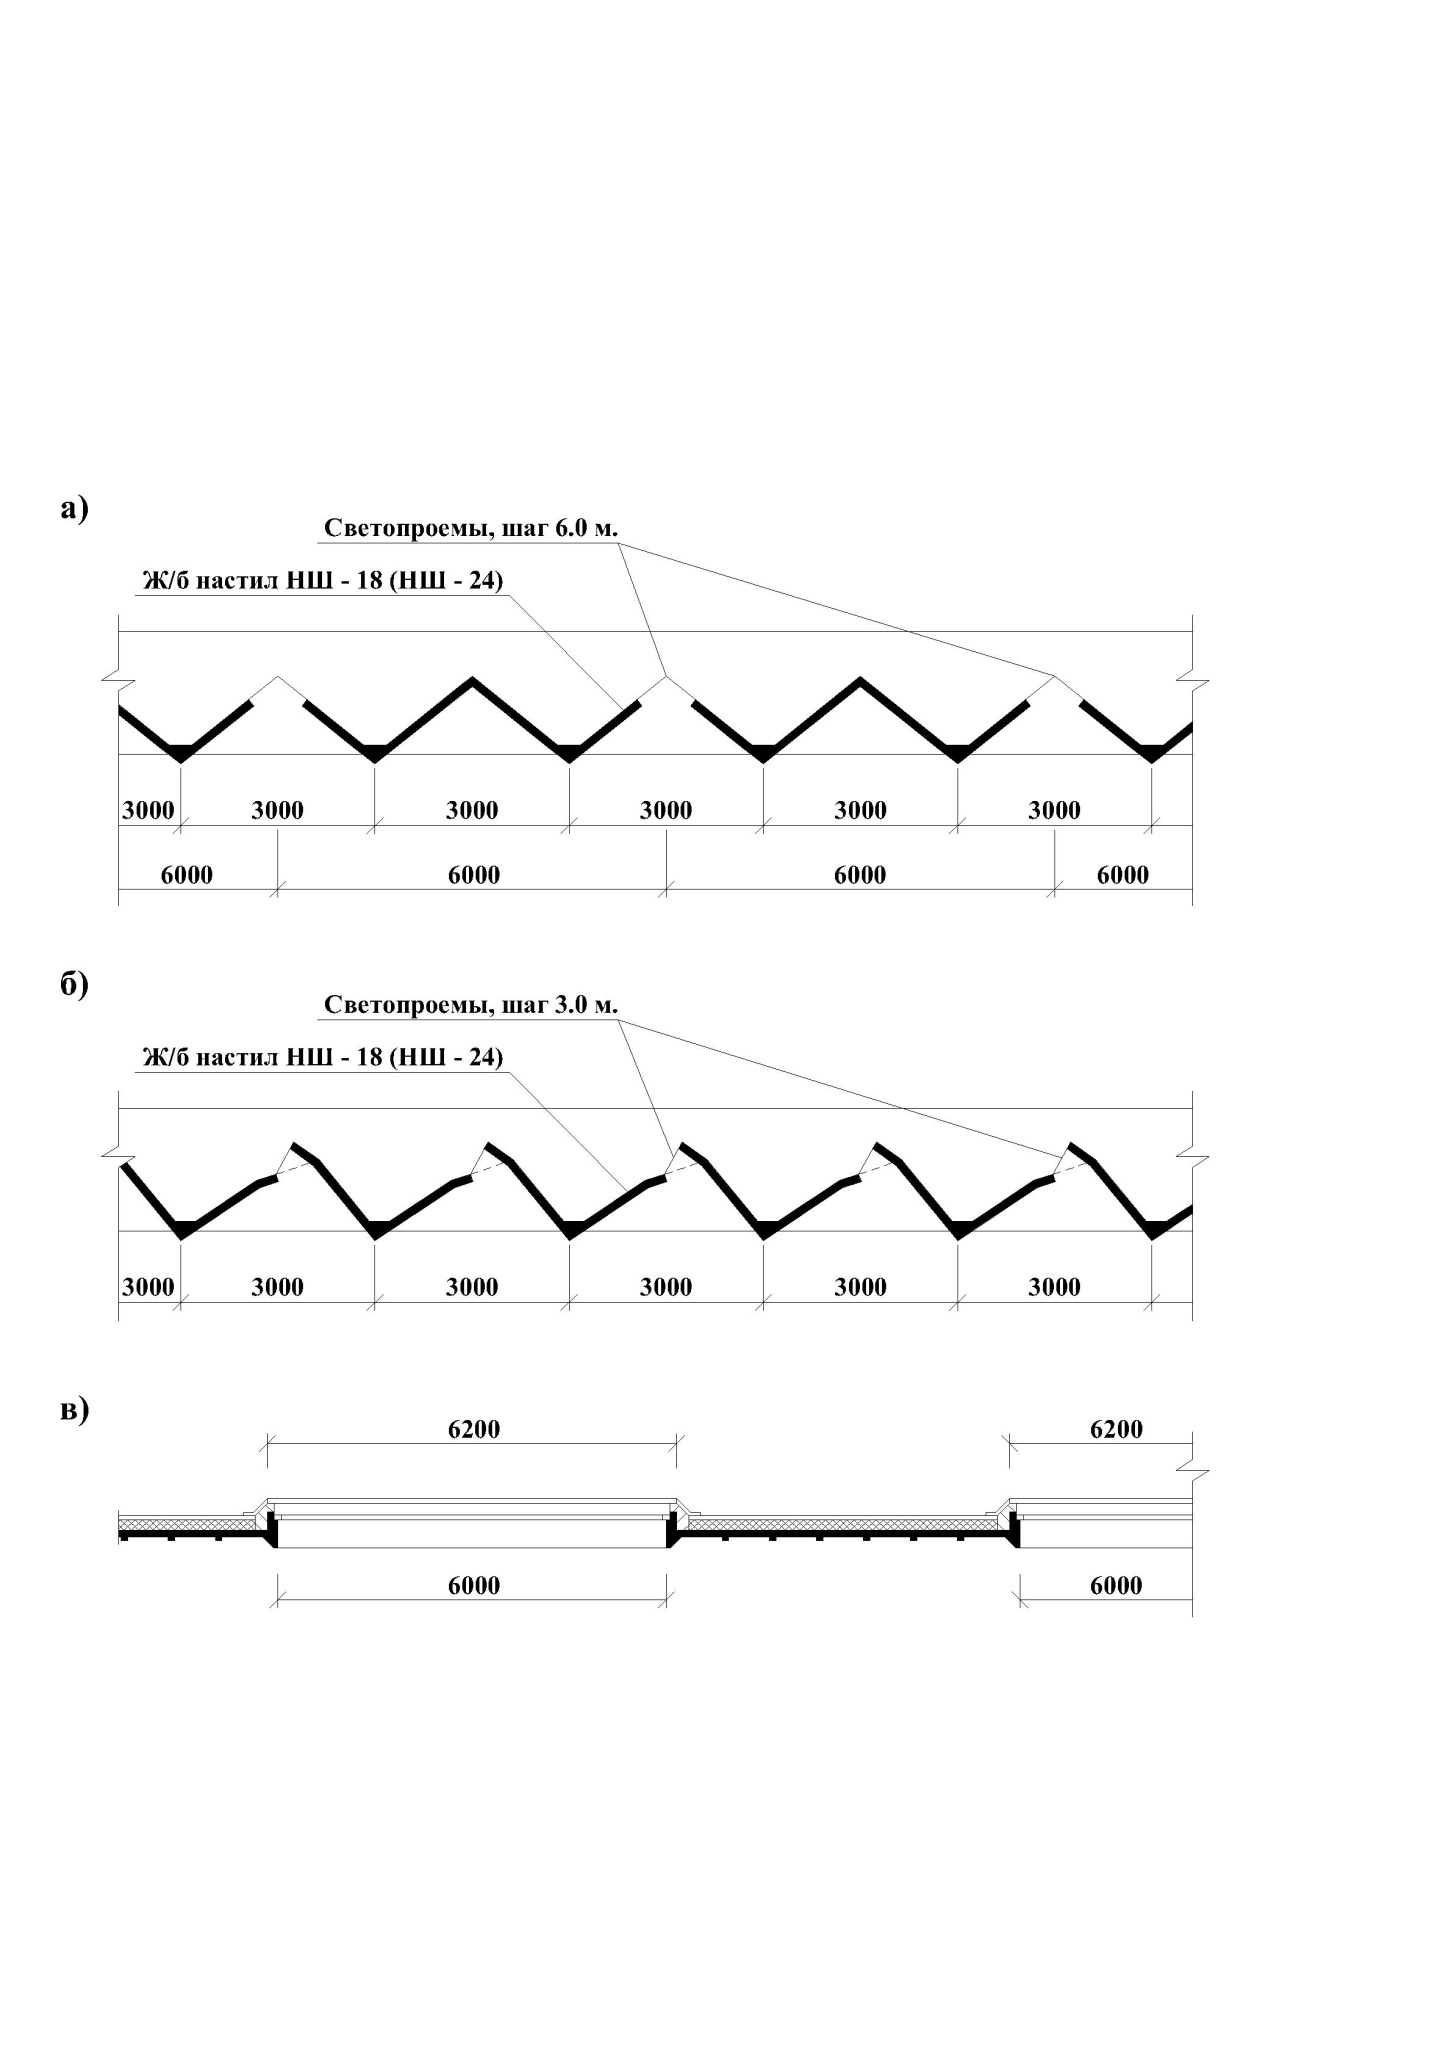 а)
Светопроемы, шаг 6.0 м.
Ж/б настил НШ - 18 (НШ - 24)
3000 3000 3000 3000 3000 3000
6000 6000 6000 6000
б)
Светопроемы, шаг 3.0 м.
Ж/б настил НШ - 18 (НШ - 24)
3000 3000 3000 3000 3000 3000
в)
6200 6200
6000 6000